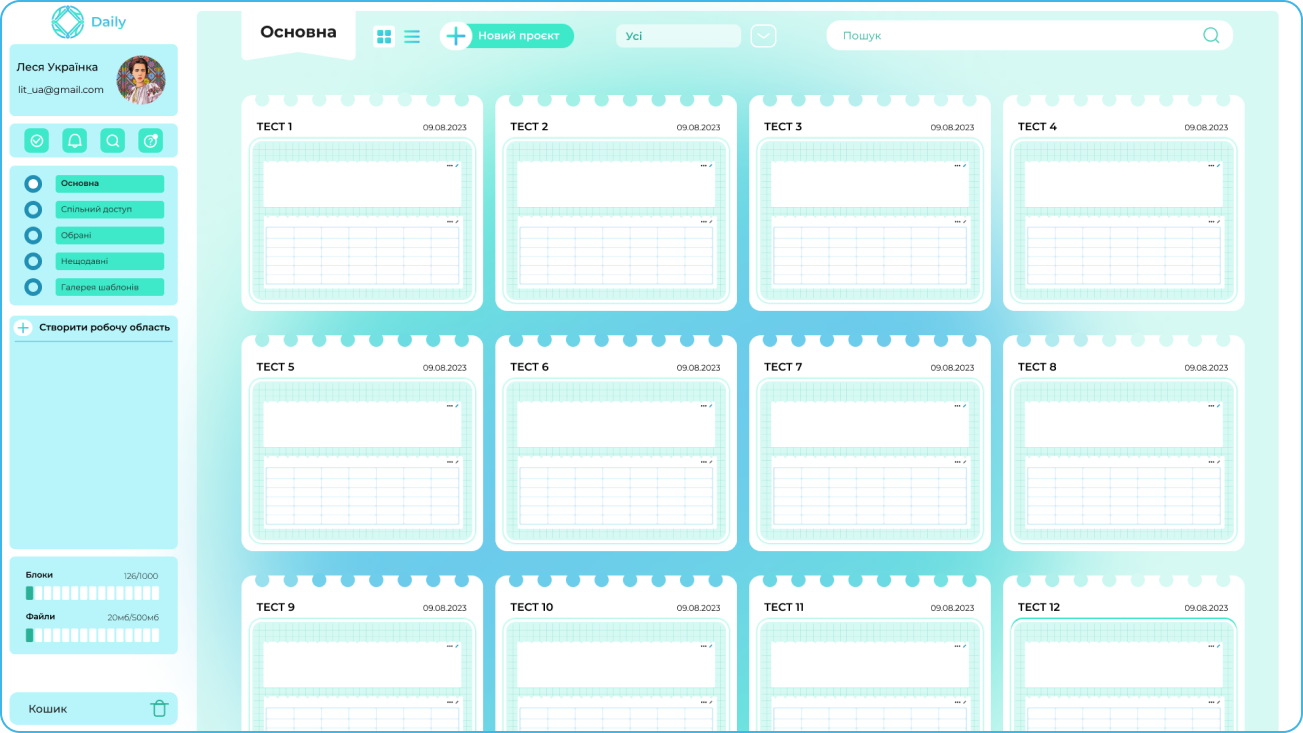 Daily
Леся Українка
lit_ua@gmail.com
Основна
Спільний доступ
Обрані
Нещодавні
Галерея шаблонів
Створити робочу область
Блоки 126/1000
Файли 20мб/500мб
Кошик
Основна
Новий проєкт
Усі
Пошук
ТЕСТ 1 09.08.2023
ТЕСТ 2 09.08.2023
ТЕСТ 3 09.08.2023
ТЕСТ 4 09.08.2023
ТЕСТ 5 09.08.2023
ТЕСТ 6 09.08.2023
ТЕСТ 7 09.08.2023
ТЕСТ 8 09.08.2023
ТЕСТ 9 09.08.2023
ТЕСТ 10 09.08.2023
ТЕСТ 11 09.08.2023
ТЕСТ 12 09.08.2023